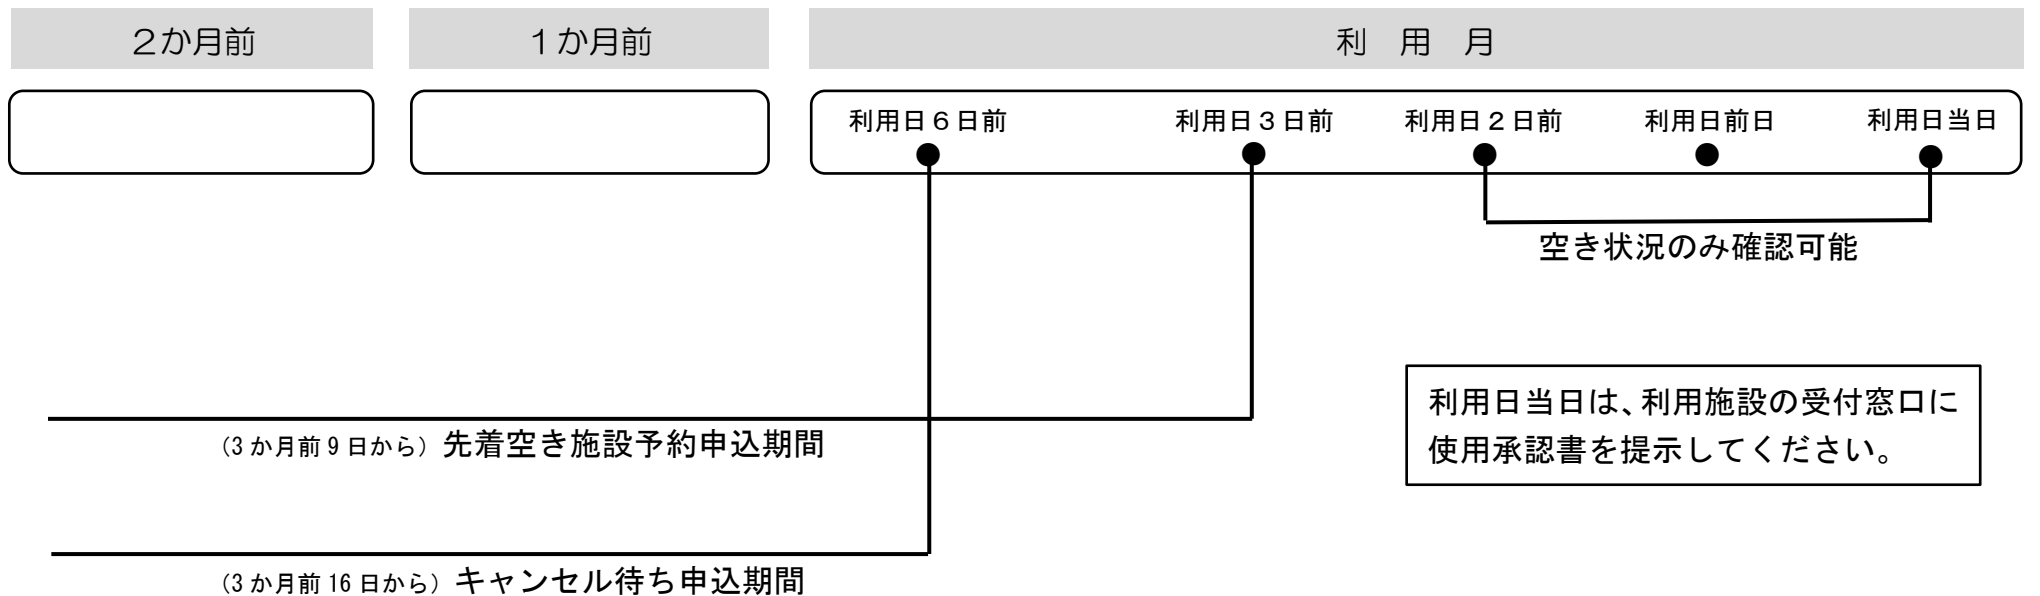 ２か月前
１か月前
利　用　月
利用日６日前
利用日３日前
利用日２日前
利用日前日
利用日当日
空き状況のみ確認可能
利用日当日は、利用施設の受付窓口に
使用承認書を提示してください。
（3 か月前 9 日から）先着空き施設予約申込期間
（3 か月前 16 日から）キャンセル待ち申込期間